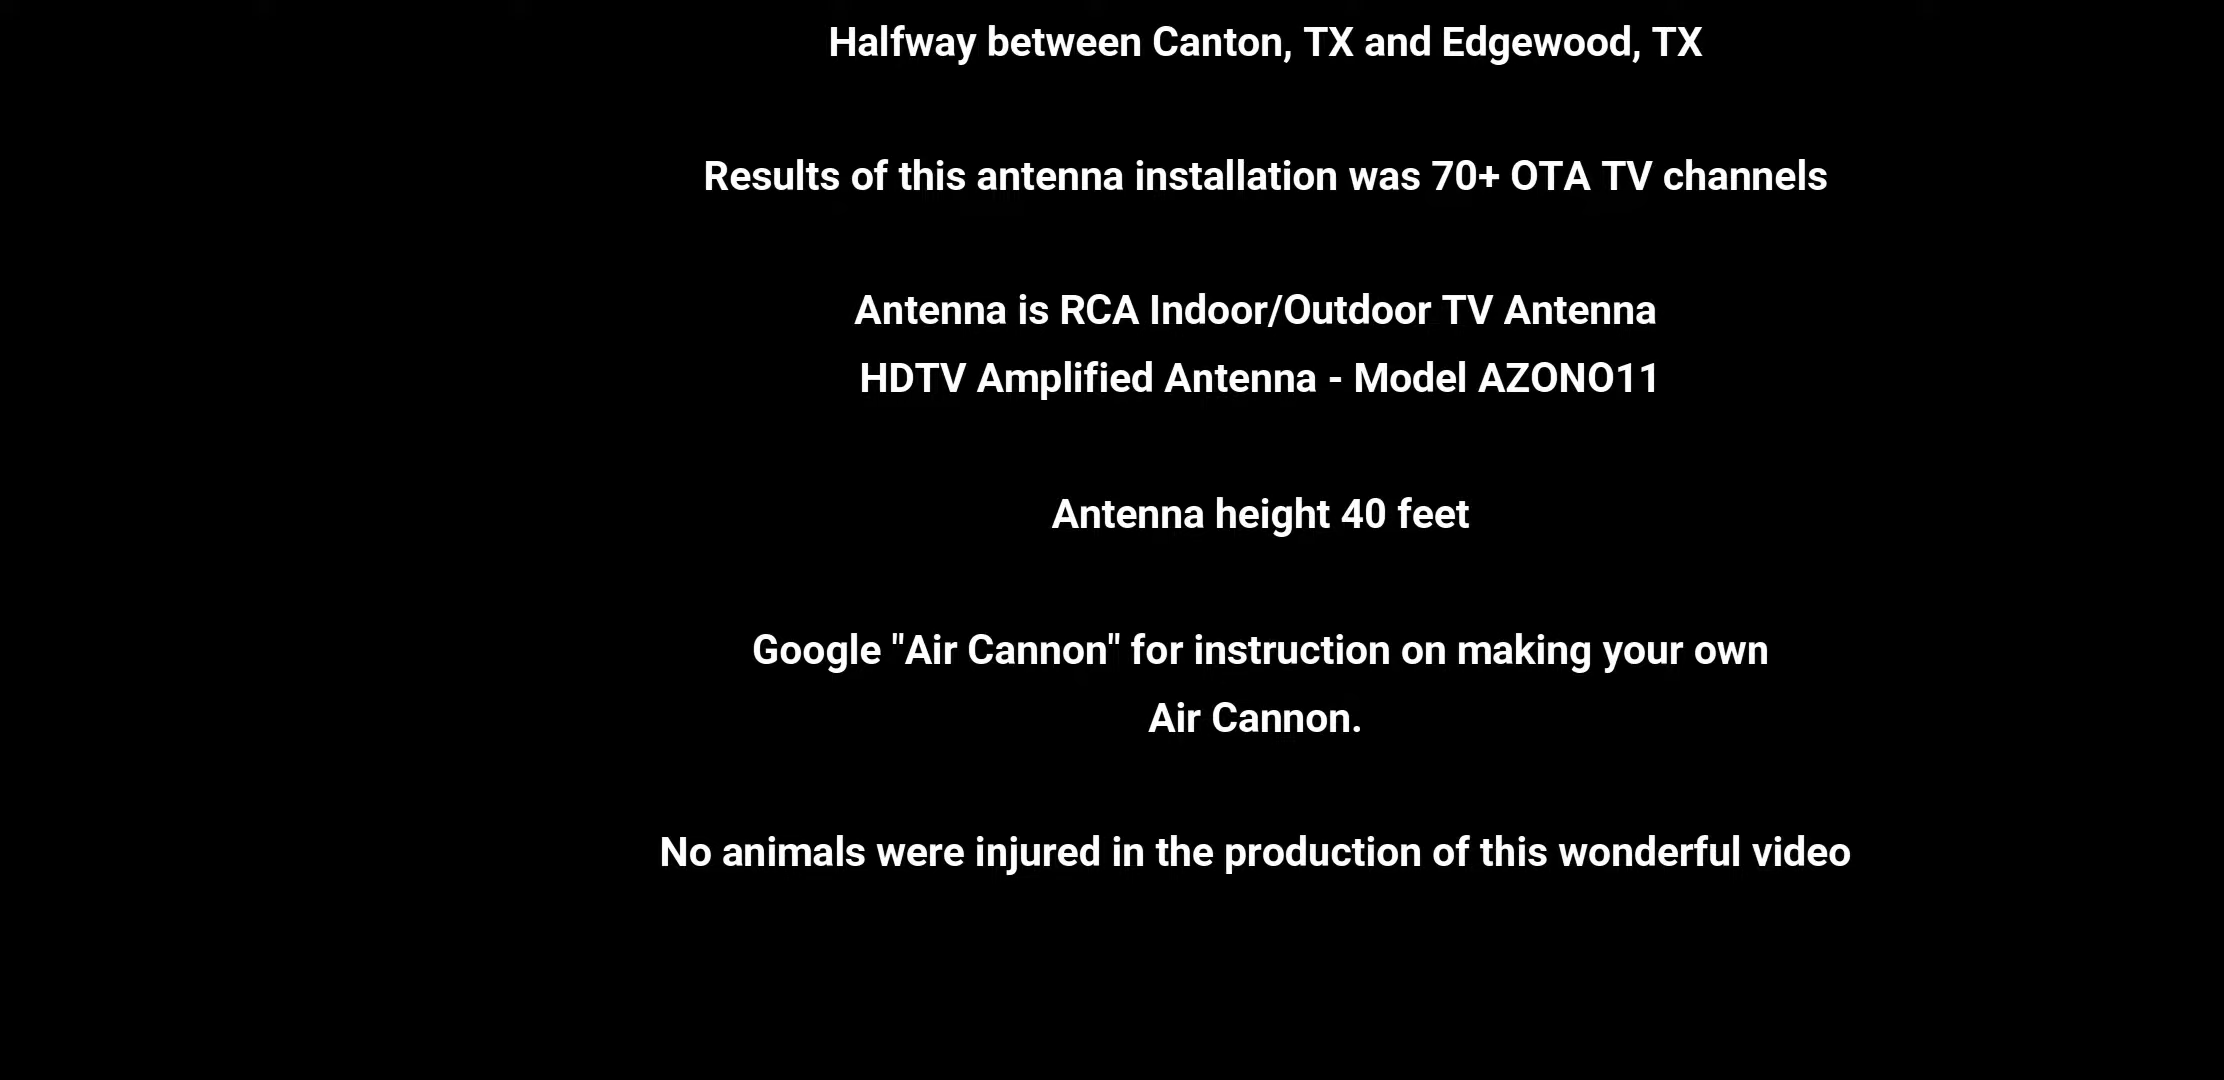 Halfway between Canton, TX and Edgewood, TX
Results of this antenna installation was 70+ OTA TV channels
Antenna is RCA Indoor/Outdoor TV Antenna
HDTV Amplified Antenna - Model AZONO11
Antenna height 40 feet
Google "Air Cannon" for instruction on making your own
Air Cannon.
No animals were injured in the production of this wonderful video